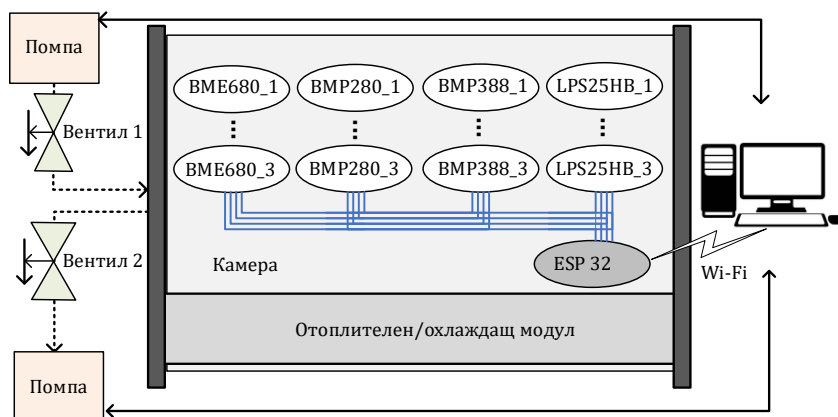 Помпа
BME680_1
BMP280_1
BMP388_1
LPS25HB_1
Вентил 1
BME680_3
BMP280_3
BMP388_3
LPS25HB_3
Вентил 2
Камера
ESP 32
Wi-Fi
Отоплителен/охлаждащ модул
Помпа